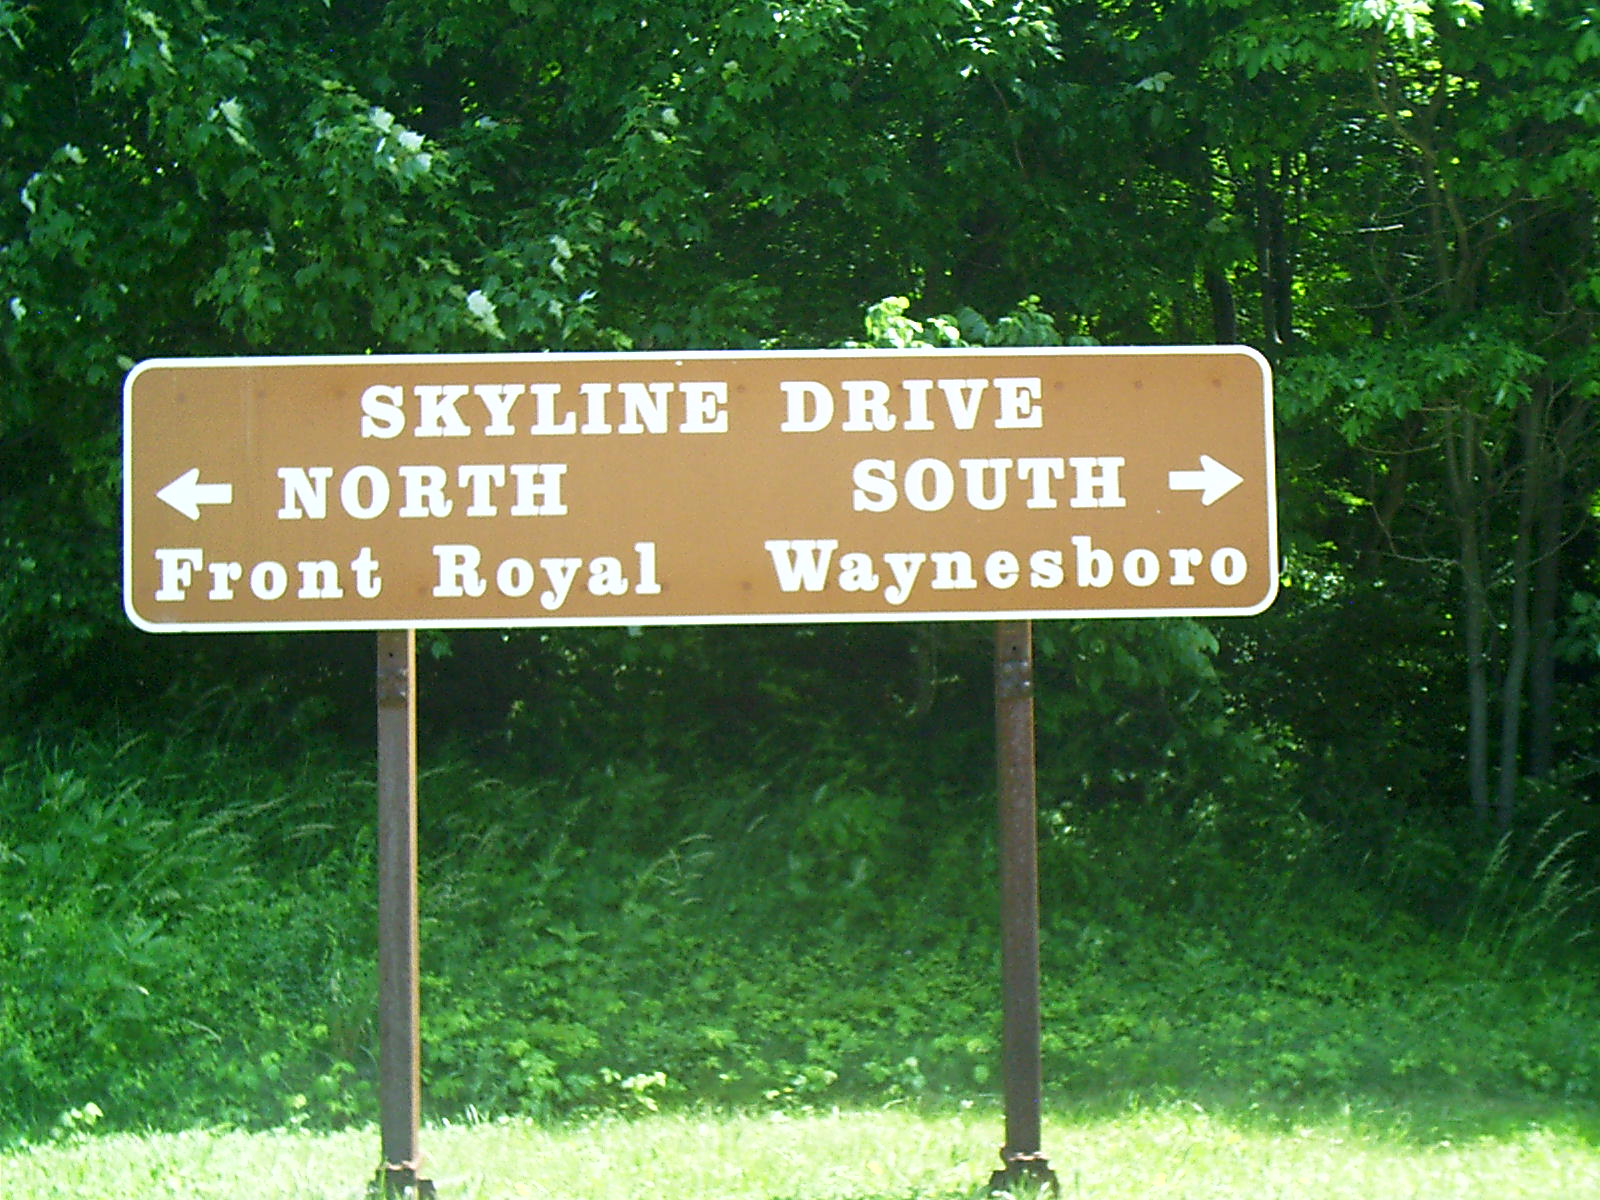 SKYLINE DRIVE
← NORTH SOUTH →
Front Royal Waynesboro